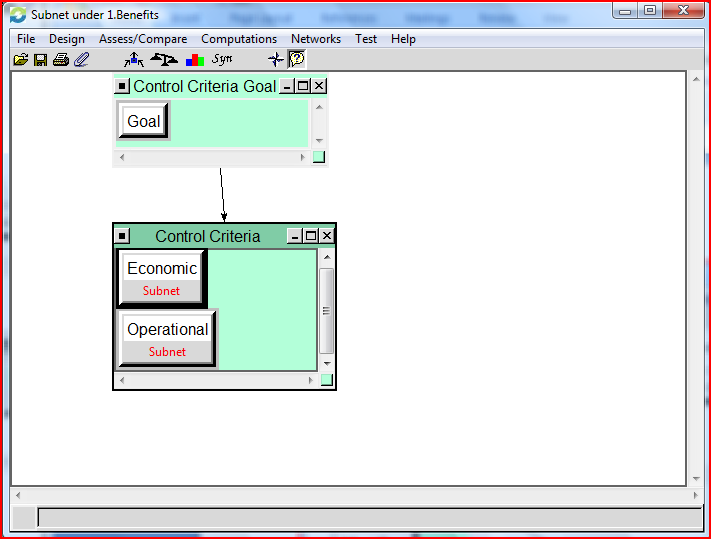 Subnet under 1.Benefits
File Design Assess/Compare Computations Networks Test Help
Syn
Control Criteria Goal
Goal
Control Criteria
Economic
Subnet
Operational
Subnet